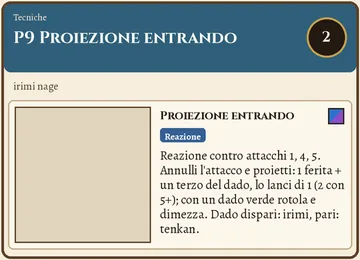 Tecniche
P9 Proiezione entrando
2
irimi nage
Proiezione entrando
Reazione
Reazione contro attacchi 1, 4, 5.
Annulli l'attacco e proietti: 1 ferita +
un terzo del dado, lo lanci di 1 (2 con
5+); con un dado verde rotola e
dimezza. Dado dispari: irimi, pari:
tenkan.